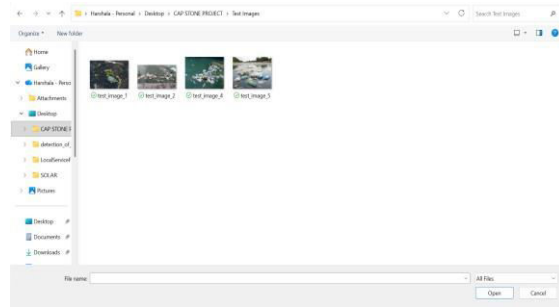 Harshala - Personal > Desktop > CAP STONE PROJECT > Test Images
Search Test Images
Organize
New folder
Home
Gallery
Harshala - Perso
Attachments
Desktop
CAP STONE P
detection_of_
LocalServiceF
SOLAR
Pictures
Desktop
Documents
Downloads
test_image_1
test_image_2
test_image_4
test_image_5
File name:
All Files
Open
Cancel